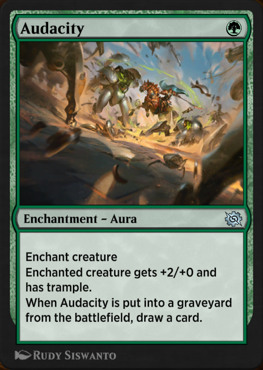 Audacity
Enchantment – Aura
Enchant creature
Enchanted creature gets +2/+0 and
has trample.
When Audacity is put into a graveyard
from the battlefield, draw a card.
Rudy Siswanto